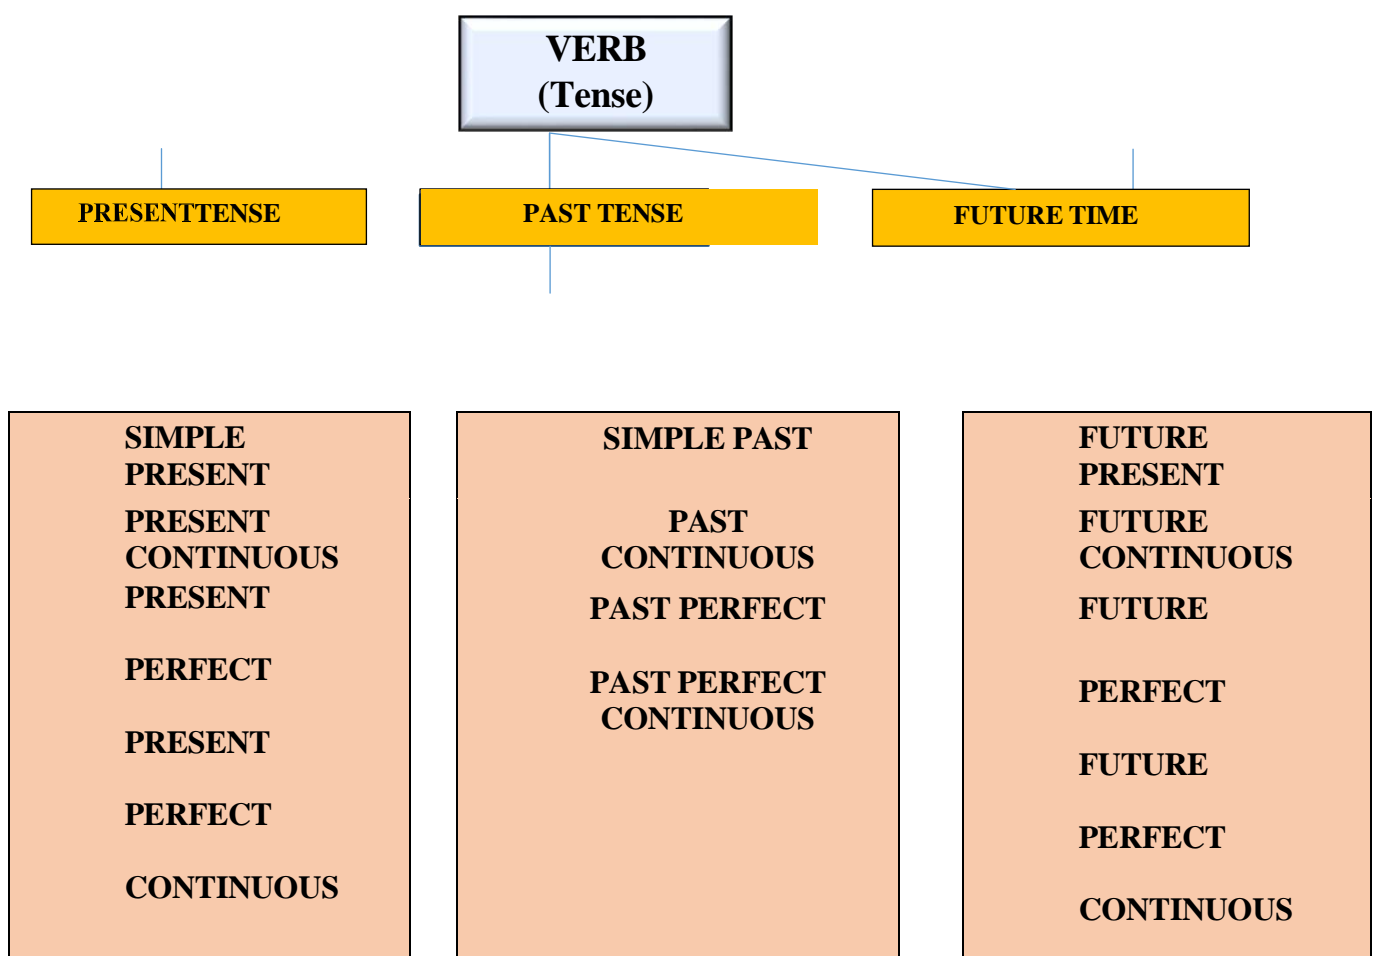 VERB
(Tense)
PRESENTTENSE
PAST TENSE
FUTURE TIME
SIMPLE
PRESENT
PRESENT
CONTINUOUS
PRESENT
PERFECT
PRESENT
PERFECT
CONTINUOUS
SIMPLE PAST
PAST
CONTINUOUS
PAST PERFECT
PAST PERFECT
CONTINUOUS
FUTURE
PRESENT
FUTURE
CONTINUOUS
FUTURE
PERFECT
FUTURE
PERFECT
CONTINUOUS